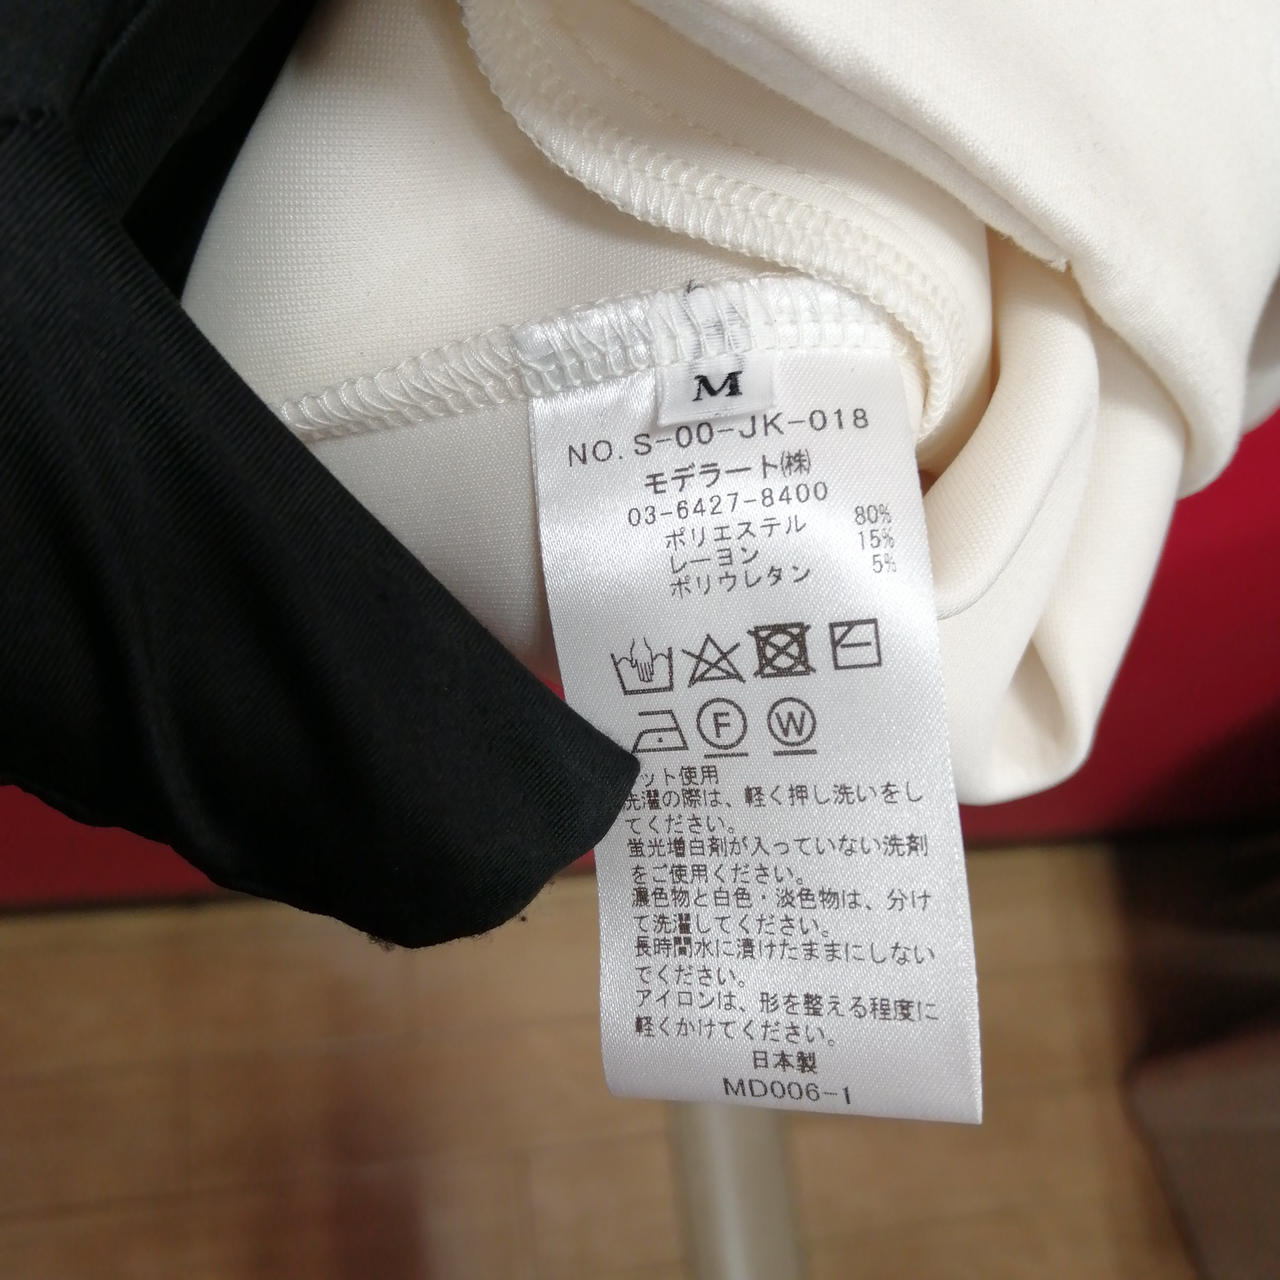 M
NO. S-00-JK-018
モデラート㈱
03-6427-8400
ポリエステル 80%
レーヨン 15%
ポリウレタン 5%
F W
ット使用
洗濯の際は、軽く押し洗いをし
てください。
蛍光増白剤が入っていない洗剤
をご使用ください。
濃色物と白色・淡色物は、分け
て洗濯してください。
長時間水に漬けたままにしない
でください。
アイロンは、形を整える程度に
軽くかけてください。
日本製
MD006-1